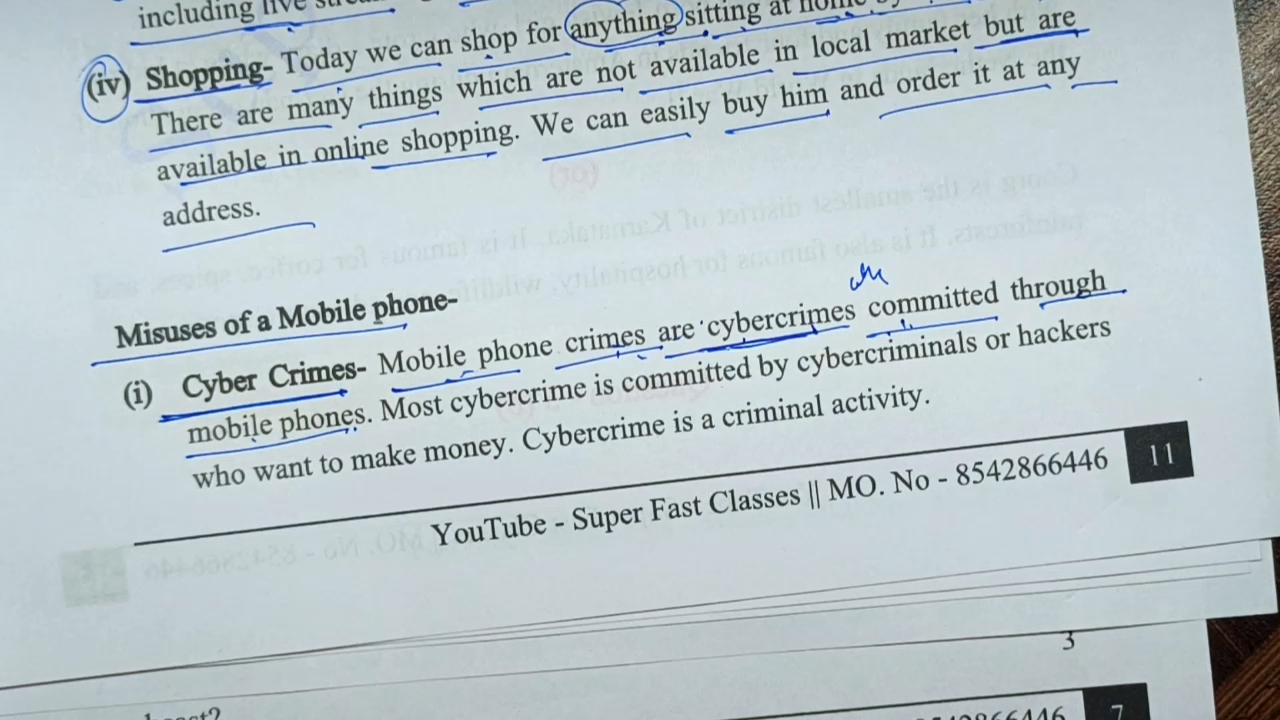 including live
(iv) Shopping- Today we can shop for anything sitting at home
There are many things which are not available in local market but are
available in online shopping. We can easily buy him and order it at any
address.
Misuses of a Mobile phone-
(i) Cyber Crimes- Mobile phone crimes are cybercrimes committed through
mobile phones. Most cybercrime is committed by cybercriminals or hackers
who want to make money. Cybercrime is a criminal activity.
YouTube - Super Fast Classes || MO. No - 8542866446 11
3
7